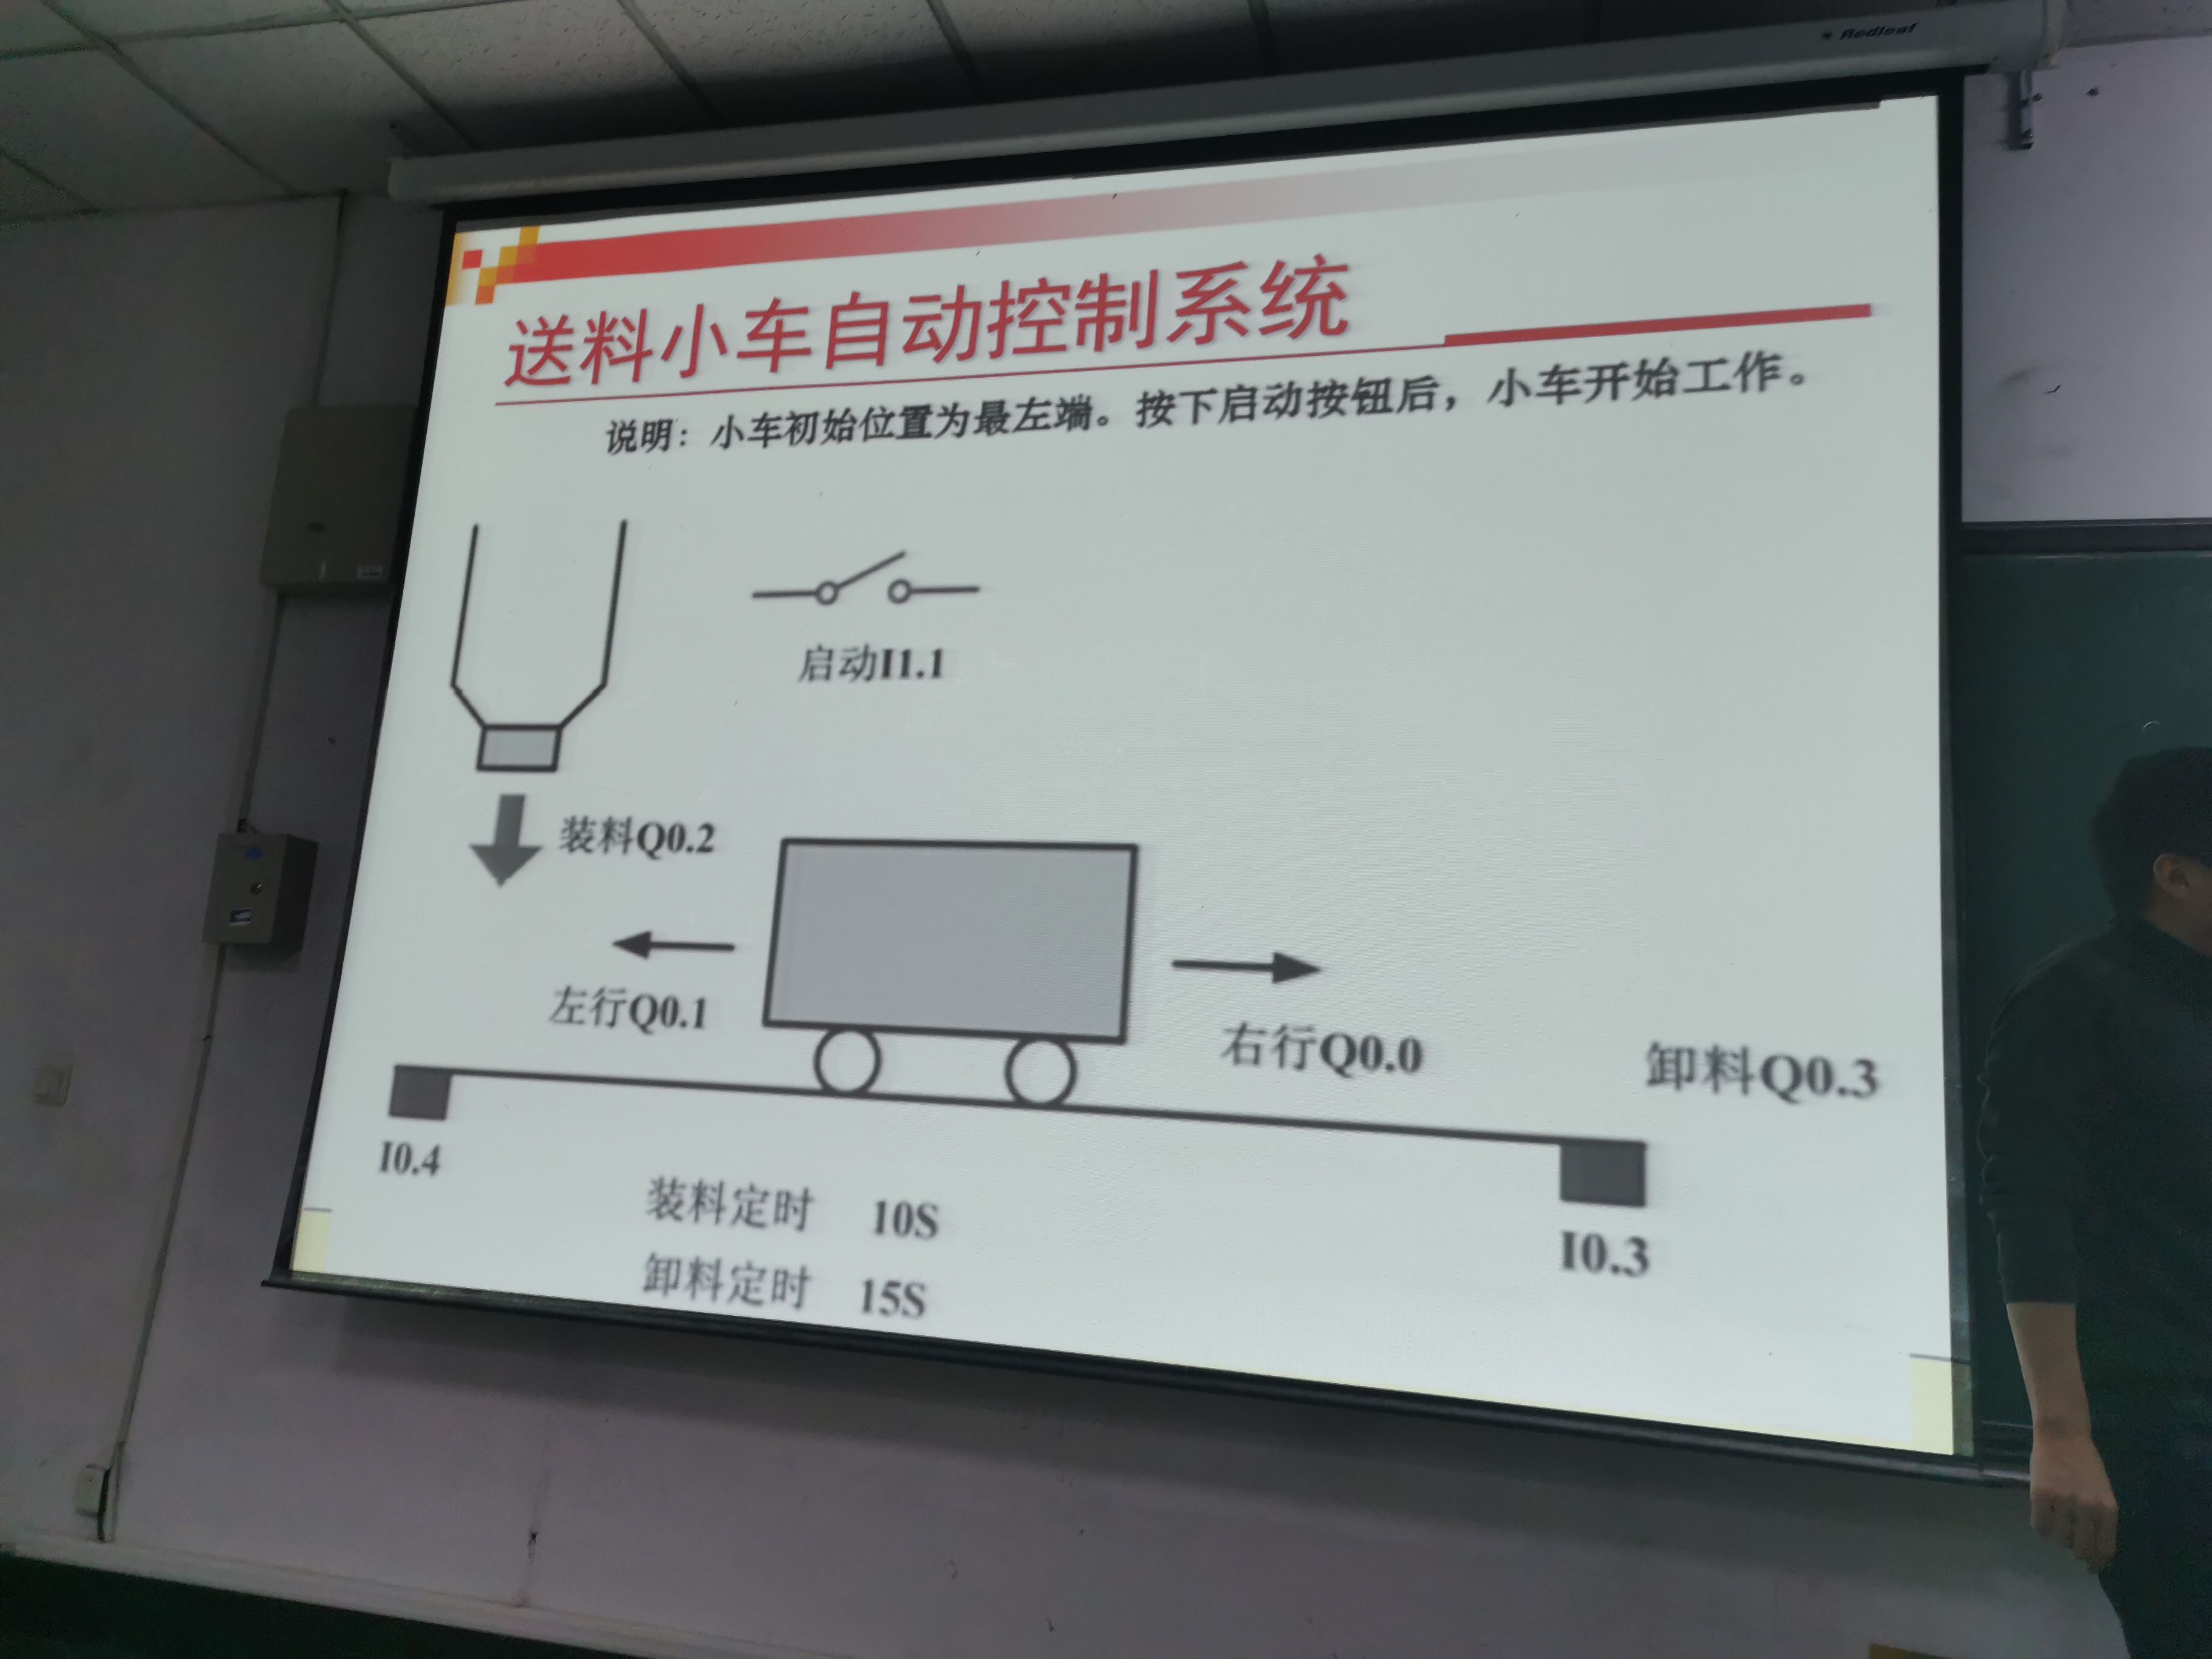 Redleaf
送料小车自动控制系统
说明：小车初始位置为最左端。按下启动按钮后，小车开始工作。
启动I1.1
装料Q0.2
左行Q0.1
右行Q0.0
卸料Q0.3
I0.4
I0.3
装料定时 10S
卸料定时 15S